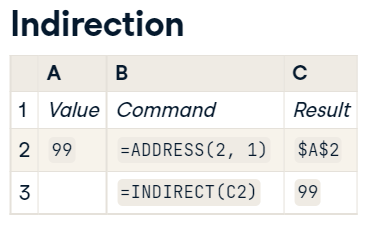 Indirection
A B C
1 Value Command Result
2 99 =ADDRESS(2, 1) $A$2
3 =INDIRECT(C2) 99